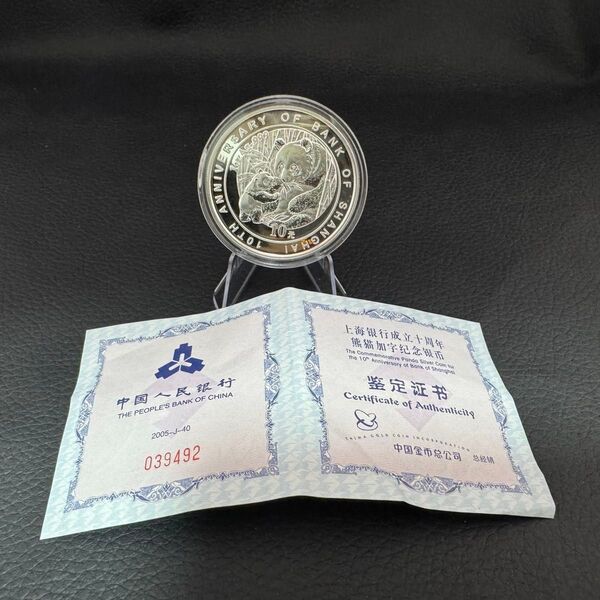 10TH ANNIVERSARY OF BANK OF SHANGHAI
10元
中国人民银行
THE PEOPLE'S BANK OF CHINA
2005-J-40
039492
上海银行成立十周年
熊猫加字纪念银币
The Commemorative Panda Silver Coin for
the 10th Anniversary of Bank of Shanghai
鉴定证书
Certificate of Authenticity
CHINA GOLD COIN INCORPORATION
中国金币总公司 总经销